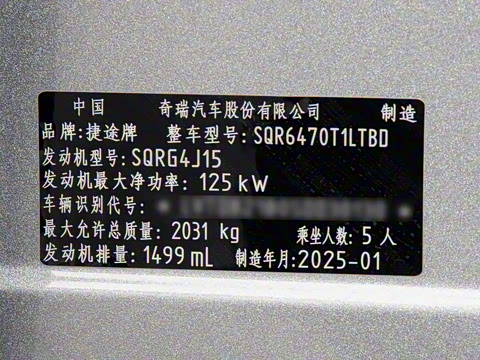 中国 奇瑞汽车股份有限公司 制造
品牌:捷途牌 整车型号:SQR6470T1LTBD
发动机型号:SQRG4J15
发动机最大净功率: 125 kW
车辆识别代号:
最大允许总质量: 2031 kg 乘坐人数: 5 人
发动机排量: 1499 mL 制造年月:2025-01